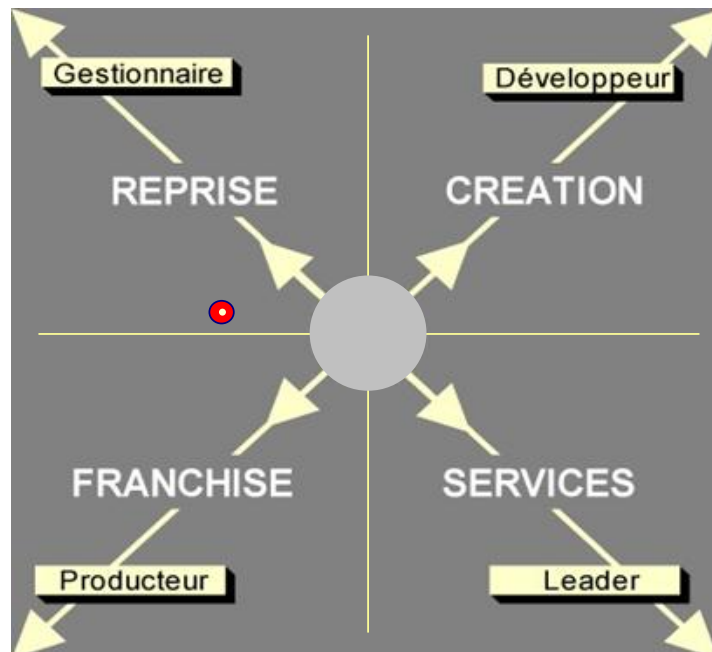 Gestionnaire
Développeur
REPRISE
CREATION
FRANCHISE
SERVICES
Producteur
Leader